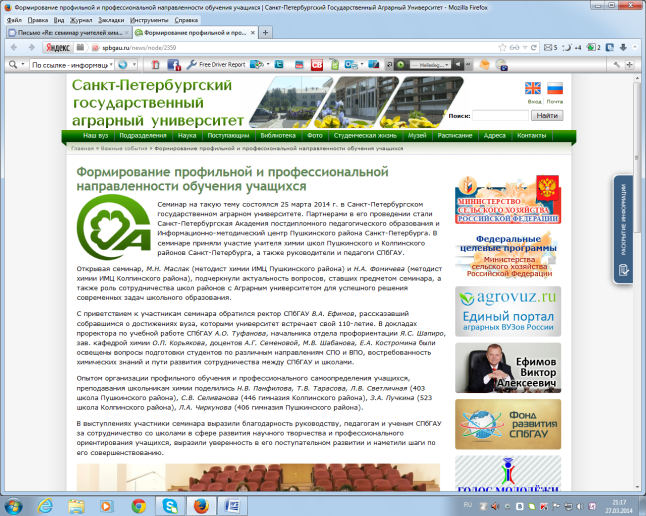 Формирование профильной и профессиональной направленности обучения учащихся | Санкт-Петербургский Государственный Аграрный Университет - Mozilla Firefox
Файл Правка Вид Журнал Закладки Инструменты Справка
Письмо «Re: семинар учителей хим...
Формирование профильной и про...
Яндекс
spbgau.ru/news/node/2359
По ссылке - информац
Найти
Free Driver Report
Санкт-Петербургский
государственный
аграрный университет
Вход | Почта
Поиск:
Найти
Наш вуз Подразделения Наука Поступающим Библиотека Фото Студенческая жизнь Музей Расписание Адреса Контакты
Главная » Важные события » Формирование профильной и профессиональной направленности обучения учащихся
Формирование профильной и профессиональной
направленности обучения учащихся
Семинар на такую тему состоялся 25 марта 2014 г. в Санкт-Петербургском
государственном аграрном университете. Партнерами в его проведении стали
Санкт-Петербургская Академия постдипломного педагогического образования и
Информационно-методический центр Пушкинского района Санкт-Петербурга. В
семинаре приняли участие учителя химии школ Пушкинского и Колпинского
районов Санкт-Петербурга, а также руководители и педагоги СПбГАУ.
Открывая семинар, М.Н. Маслак (методист химии ИМЦ Пушкинского района) и Н.А. Фомичева (методист
химии ИМЦ Колпинского района), подчеркнули актуальность вопросов, ставших предметом семинара, а
также роль сотрудничества школ районов с Аграрным университетом для успешного решения
современных задач школьного образования.
С приветствием к участникам семинара обратился ректор СПбГАУ В.А. Ефимов, рассказавший
собравшимся о достижениях вуза, которыми университет встречает свой 110-летие. В докладах
проректора по учебной работе СПбГАУ А.О. Туфанова, начальника отдела профориентации Я.С. Шапиро,
зав. кафедрой химии О.П. Корьякова, доцентов А.Г. Семеновой, М.В. Шабанова, Е.А. Костромина были
освещены вопросы подготовки студентов по различным направлениям СПО и ВПО, востребованность
химических знаний и пути развития сотрудничества между СПбГАУ и школами.
Опытом организации профильного обучения и профессионального самоопределения учащихся,
преподавания школьникам химии поделились Н.В. Панфилова, Т.В. Тарасова, Л.В. Светличная (403
школа Пушкинского района), С.В. Селиванова (446 гимназия Колпинского района), З.А. Лучкина (523
школа Колпинского района), Л.А. Чиркунова (406 гимназия Пушкинского района).
В выступлениях участники семинара выразили благодарность руководству, педагогам и ученым СПбГАУ
за сотрудничество со школами в сфере развития научного творчества и профессионального
ориентирования учащихся, выразили уверенность в его поступательном развитии и наметили шаги по
его совершенствованию.
МИНИСТЕРСТВО
СЕЛЬСКОГО ХОЗЯЙСТВА
РОССИЙСКОЙ ФЕДЕРАЦИИ
Федеральные
целевые программы
Министерства
сельского хозяйства
Российской Федерации
agrovuz.ru
Единый портал
аграрных ВУЗов России
Ефимов
Виктор
Алексеевич
Фонд
развития
СПбГАУ
ГОЛОС МОЛОДЁЖИ
РАСКРЫТИЕ ИНФОРМАЦИИ
RU
21:17
27.03.2014